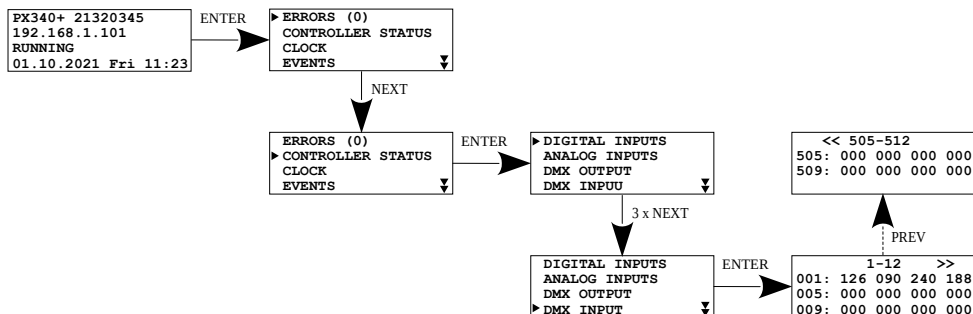 PX340+ 21320345
192.168.1.101
RUNNING
01.10.2021 Fri 11:23
ENTER
ERRORS (0)
CONTROLLER STATUS
CLOCK
EVENTS
NEXT
ERRORS (0)
CONTROLLER STATUS
CLOCK
EVENTS
ENTER
DIGITAL INPUTS
ANALOG INPUTS
DMX OUTPUT
DMX INPUU
3 x NEXT
DIGITAL INPUTS
ANALOG INPUTS
DMX OUTPUT
DMX INPUT
ENTER
<< 505-512
505: 000 000 000 000
509: 000 000 000 000
PREV
1-12 >>
001: 126 090 240 188
005: 000 000 000 000
009: 000 000 000 000